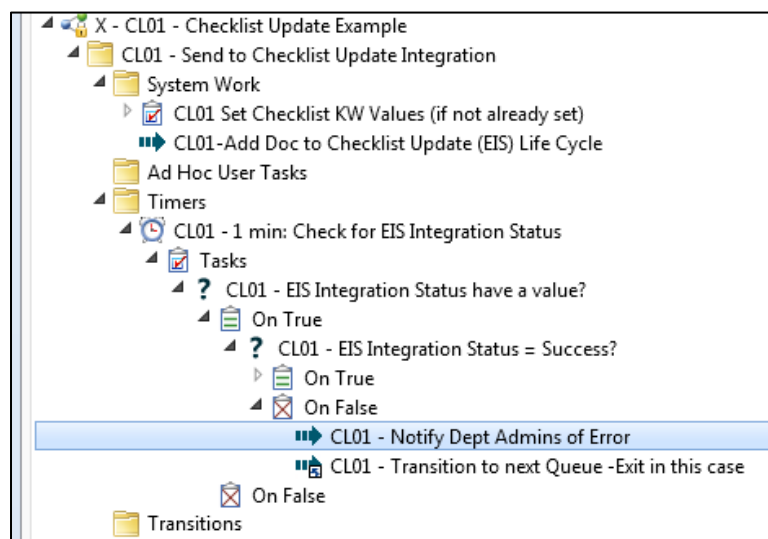 X - CL01 - Checklist Update Example
CL01 - Send to Checklist Update Integration
System Work
CL01 Set Checklist KW Values (if not already set)
CL01-Add Doc to Checklist Update (EIS) Life Cycle
Ad Hoc User Tasks
Timers
CL01 - 1 min: Check for EIS Integration Status
Tasks
? CL01 - EIS Integration Status have a value?
On True
? CL01 - EIS Integration Status = Success?
On True
On False
CL01 - Notify Dept Admins of Error
CL01 - Transition to next Queue -Exit in this case
On False
Transitions